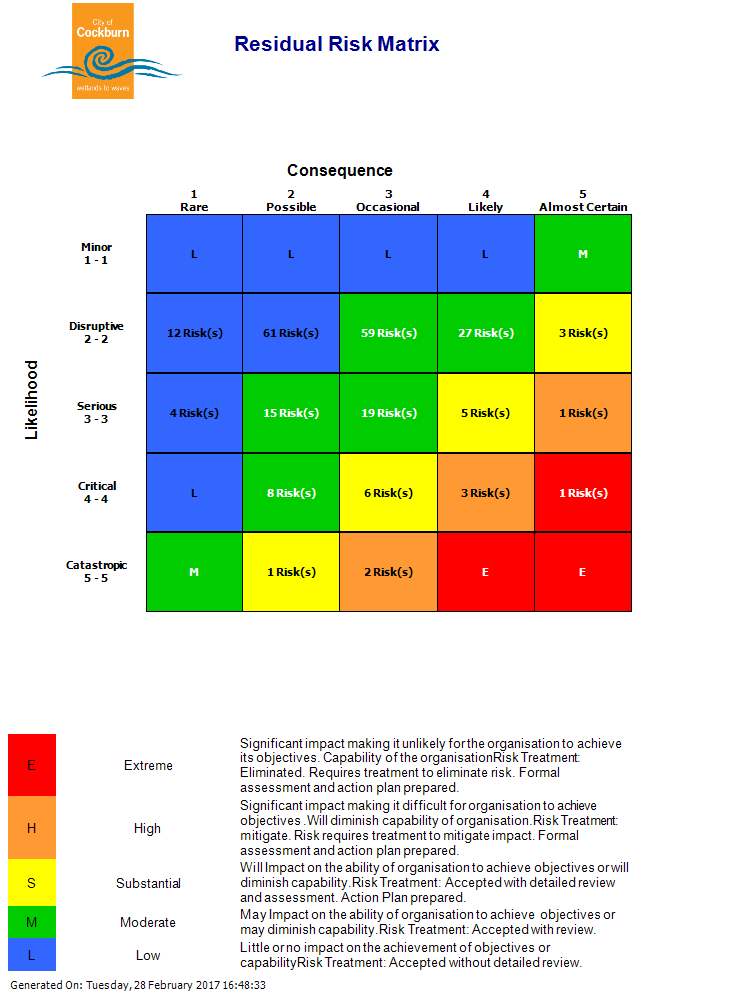 City of
Cockburn
wetlands to waves
Residual Risk Matrix
Consequence
1 2 3 4 5
Rare Possible Occasional Likely Almost Certain
Likelihood
Minor
1 - 1
L L L L M
Disruptive
2 - 2
12 Risk(s) 61 Risk(s) 59 Risk(s) 27 Risk(s) 3 Risk(s)
Serious
3 - 3
4 Risk(s) 15 Risk(s) 19 Risk(s) 5 Risk(s) 1 Risk(s)
Critical
4 - 4
L 8 Risk(s) 6 Risk(s) 3 Risk(s) 1 Risk(s)
Catastropic
5 - 5
M 1 Risk(s) 2 Risk(s) E E
E Extreme
Significant impact making it unlikely for the organisation to achieve
its objectives. Capability of the organisationRisk Treatment:
Eliminated. Requires treatment to eliminate risk. Formal
assessment and action plan prepared.
H High
Significant impact making it difficult for organisation to achieve
objectives .Will diminish capability of organisation.Risk Treatment:
mitigate. Risk requires treatment to mitigate impact. Formal
assessment and action plan prepared.
S Substantial
Will Impact on the ability of organisation to achieve objectives or will
diminish capability.Risk Treatment: Accepted with detailed review
and assessment. Action Plan prepared.
M Moderate
May Impact on the ability of organisation to achieve objectives or
may diminish capability.Risk Treatment: Accepted with review.
L Low
Little or no impact on the achievement of objectives or
capabilityRisk Treatment: Accepted without detailed review.
Generated On: Tuesday, 28 February 2017 16:48:33